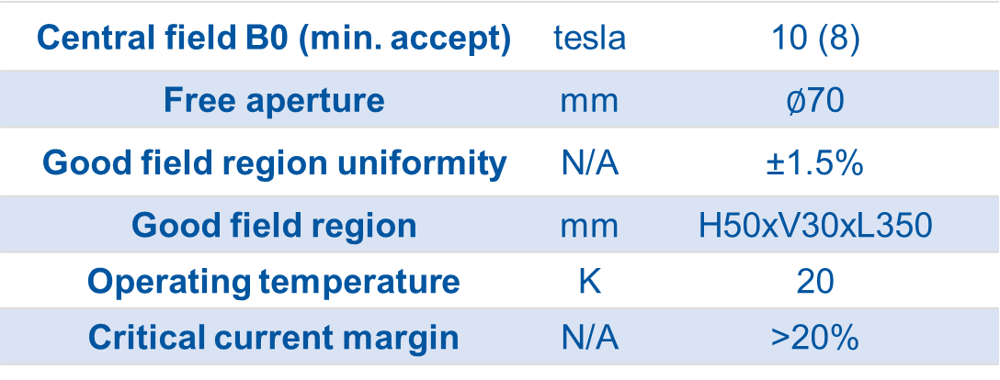 Central field B0 (min. accept) tesla 10 (8)
Free aperture mm Ø70
Good field region uniformity N/A ±1.5%
Good field region mm H50xV30xL350
Operating temperature K 20
Critical current margin N/A >20%